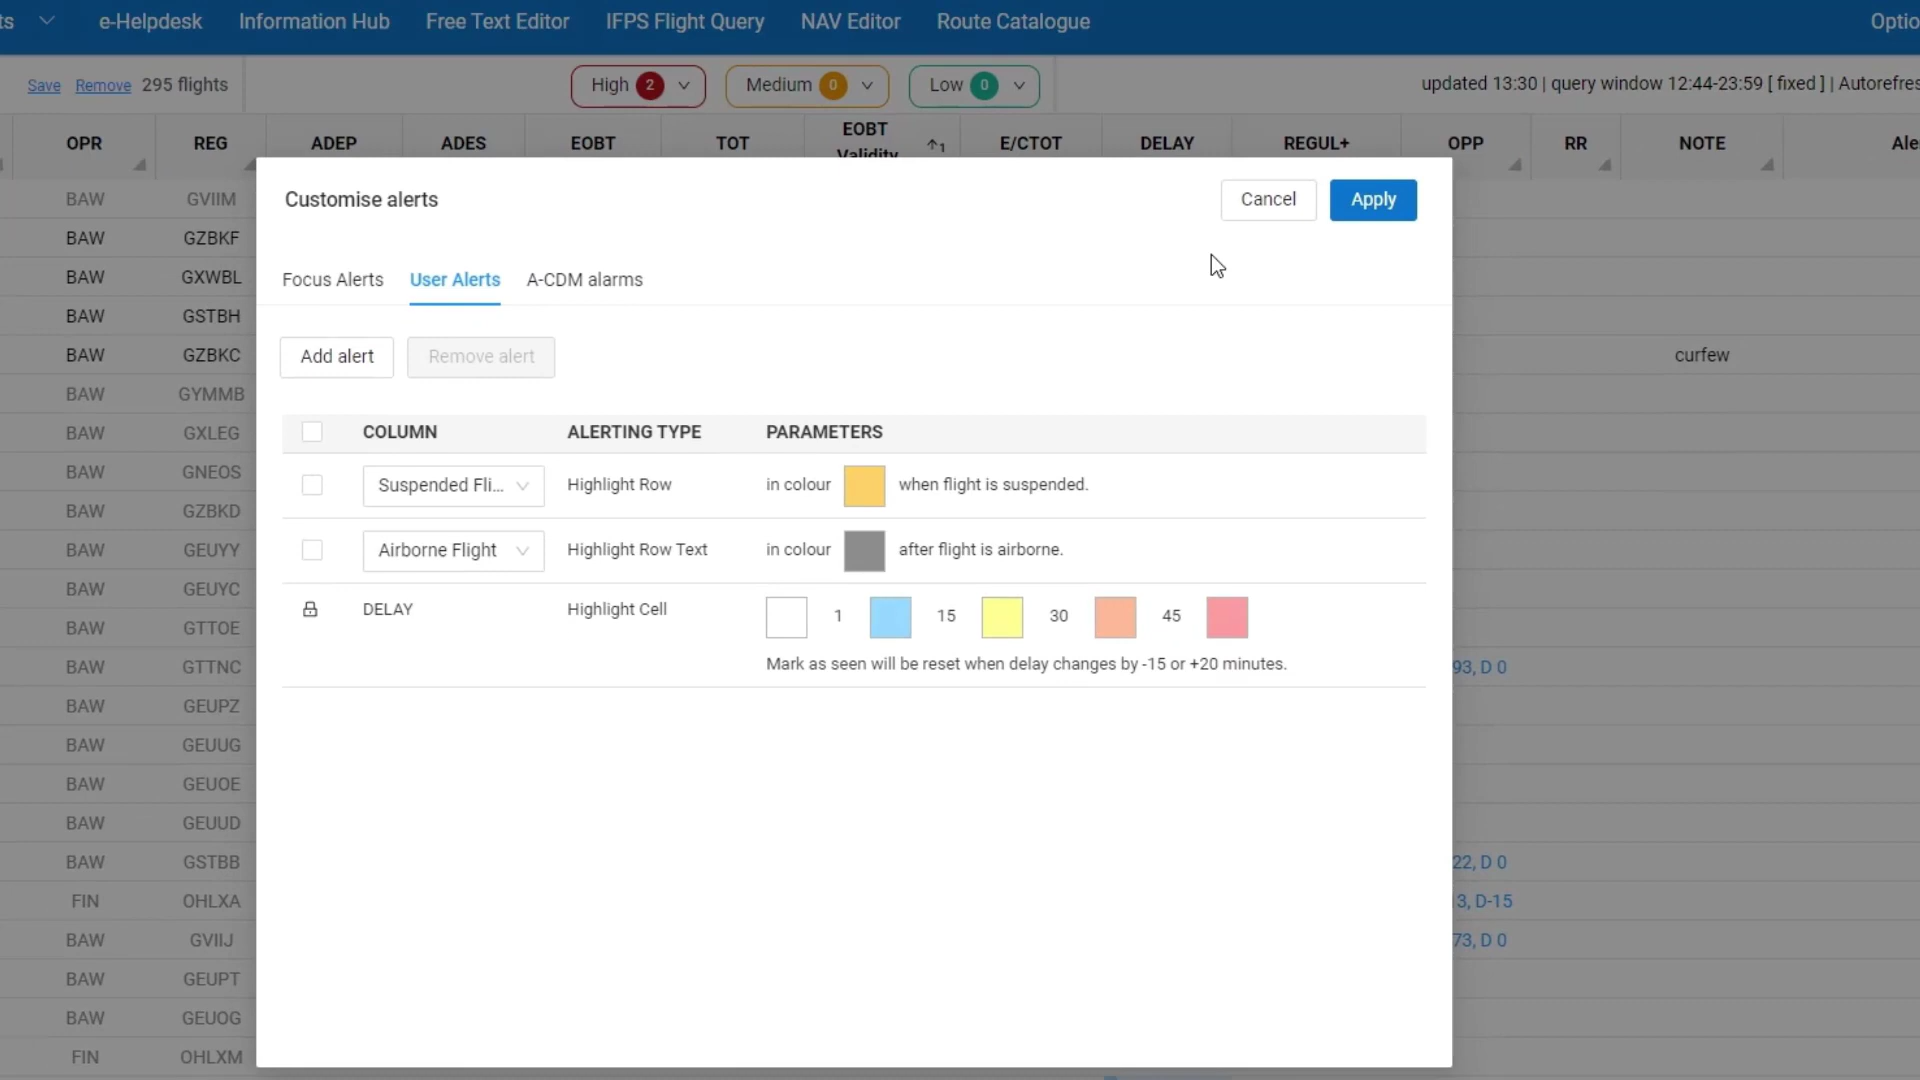 ts e-Helpdesk Information Hub Free Text Editor IFPS Flight Query NAV Editor Route Catalogue Optio
Save Remove 295 flights High 2 Medium 0 Low 0 updated 13:30 | query window 12:44-23:59 [ fixed ] | Autorefres
OPR REG ADEP ADES EOBT TOT EOBT Validity ↑1 E/CTOT DELAY REGUL+ OPP RR NOTE Ale
Customise alerts Cancel Apply
Focus Alerts User Alerts A-CDM alarms
Add alert Remove alert
COLUMN ALERTING TYPE PARAMETERS
Suspended Fli... Highlight Row in colour when flight is suspended.
Airborne Flight Highlight Row Text in colour after flight is airborne.
DELAY Highlight Cell 1 15 30 45
Mark as seen will be reset when delay changes by -15 or +20 minutes.
BAW GVIIM
BAW GZBKF
BAW GXWBL
BAW GSTBH
BAW GZBKC curfew
BAW GYMMB
BAW GXLEG
BAW GNEOS
BAW GZBKD
BAW GEUYY
BAW GEUYC
BAW GTTOE
BAW GTTNC 93, D 0
BAW GEUPZ
BAW GEUUG
BAW GEUOE
BAW GEUUD
BAW GSTBB 22, D 0
FIN OHLXA 3, D-15
BAW GVIIJ 73, D 0
BAW GEUPT
BAW GEUOG
FIN OHLXM